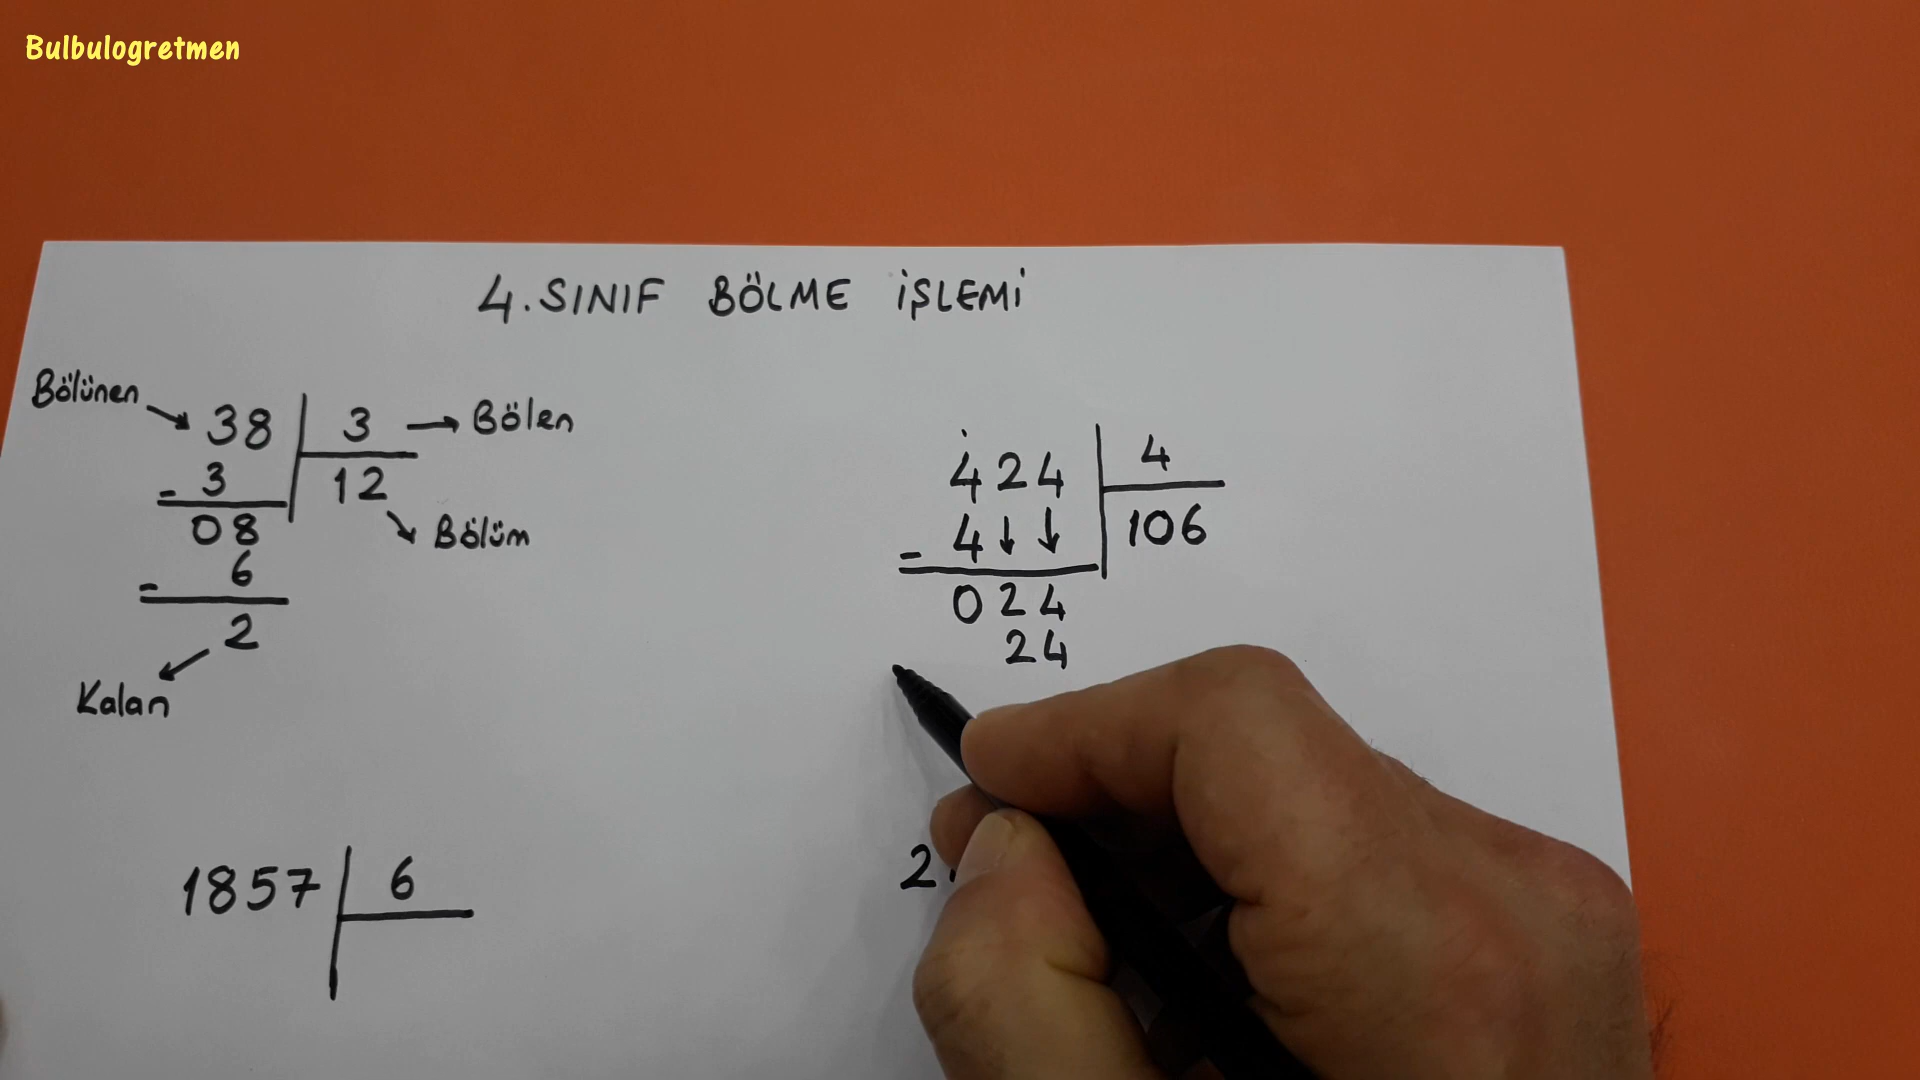 Bulbulogretmen
4.SINIF BÖLME İŞLEMİ
Bölünen
38 3 Bölen
- 3 12
08 Bölüm
- 6
2
Kalan
424 4
- 4 106
024
24
1857 6
2